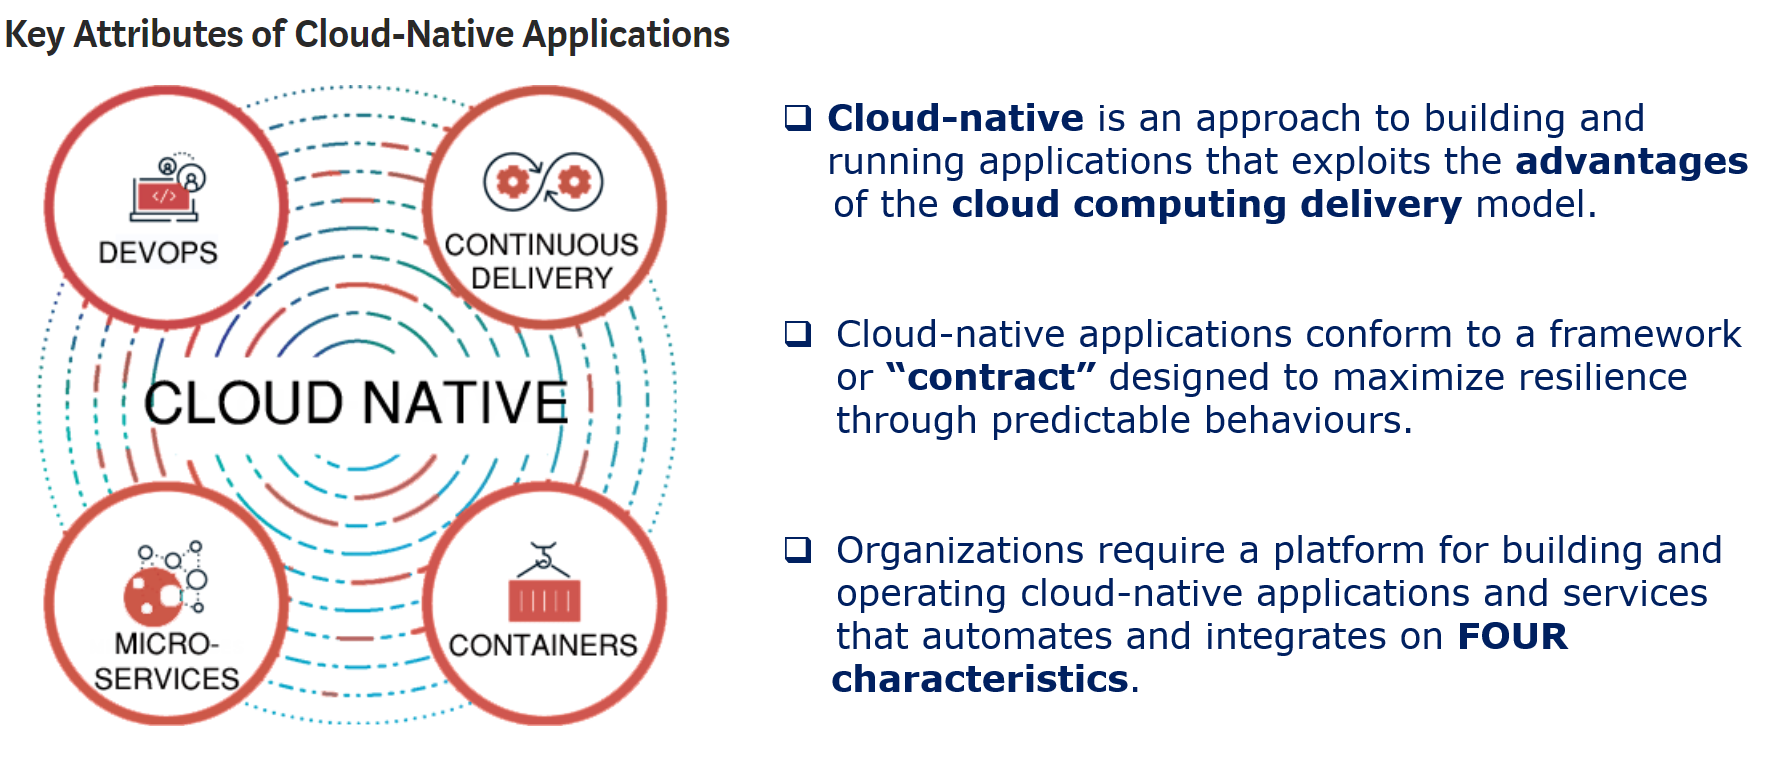 Key Attributes of Cloud-Native Applications
DEVOPS
CONTINUOUS
DELIVERY
CLOUD NATIVE
MICRO-
SERVICES
CONTAINERS
Cloud-native is an approach to building and
running applications that exploits the advantages
of the cloud computing delivery model.
Cloud-native applications conform to a framework
or “contract” designed to maximize resilience
through predictable behaviours.
Organizations require a platform for building and
operating cloud-native applications and services
that automates and integrates on FOUR
characteristics.